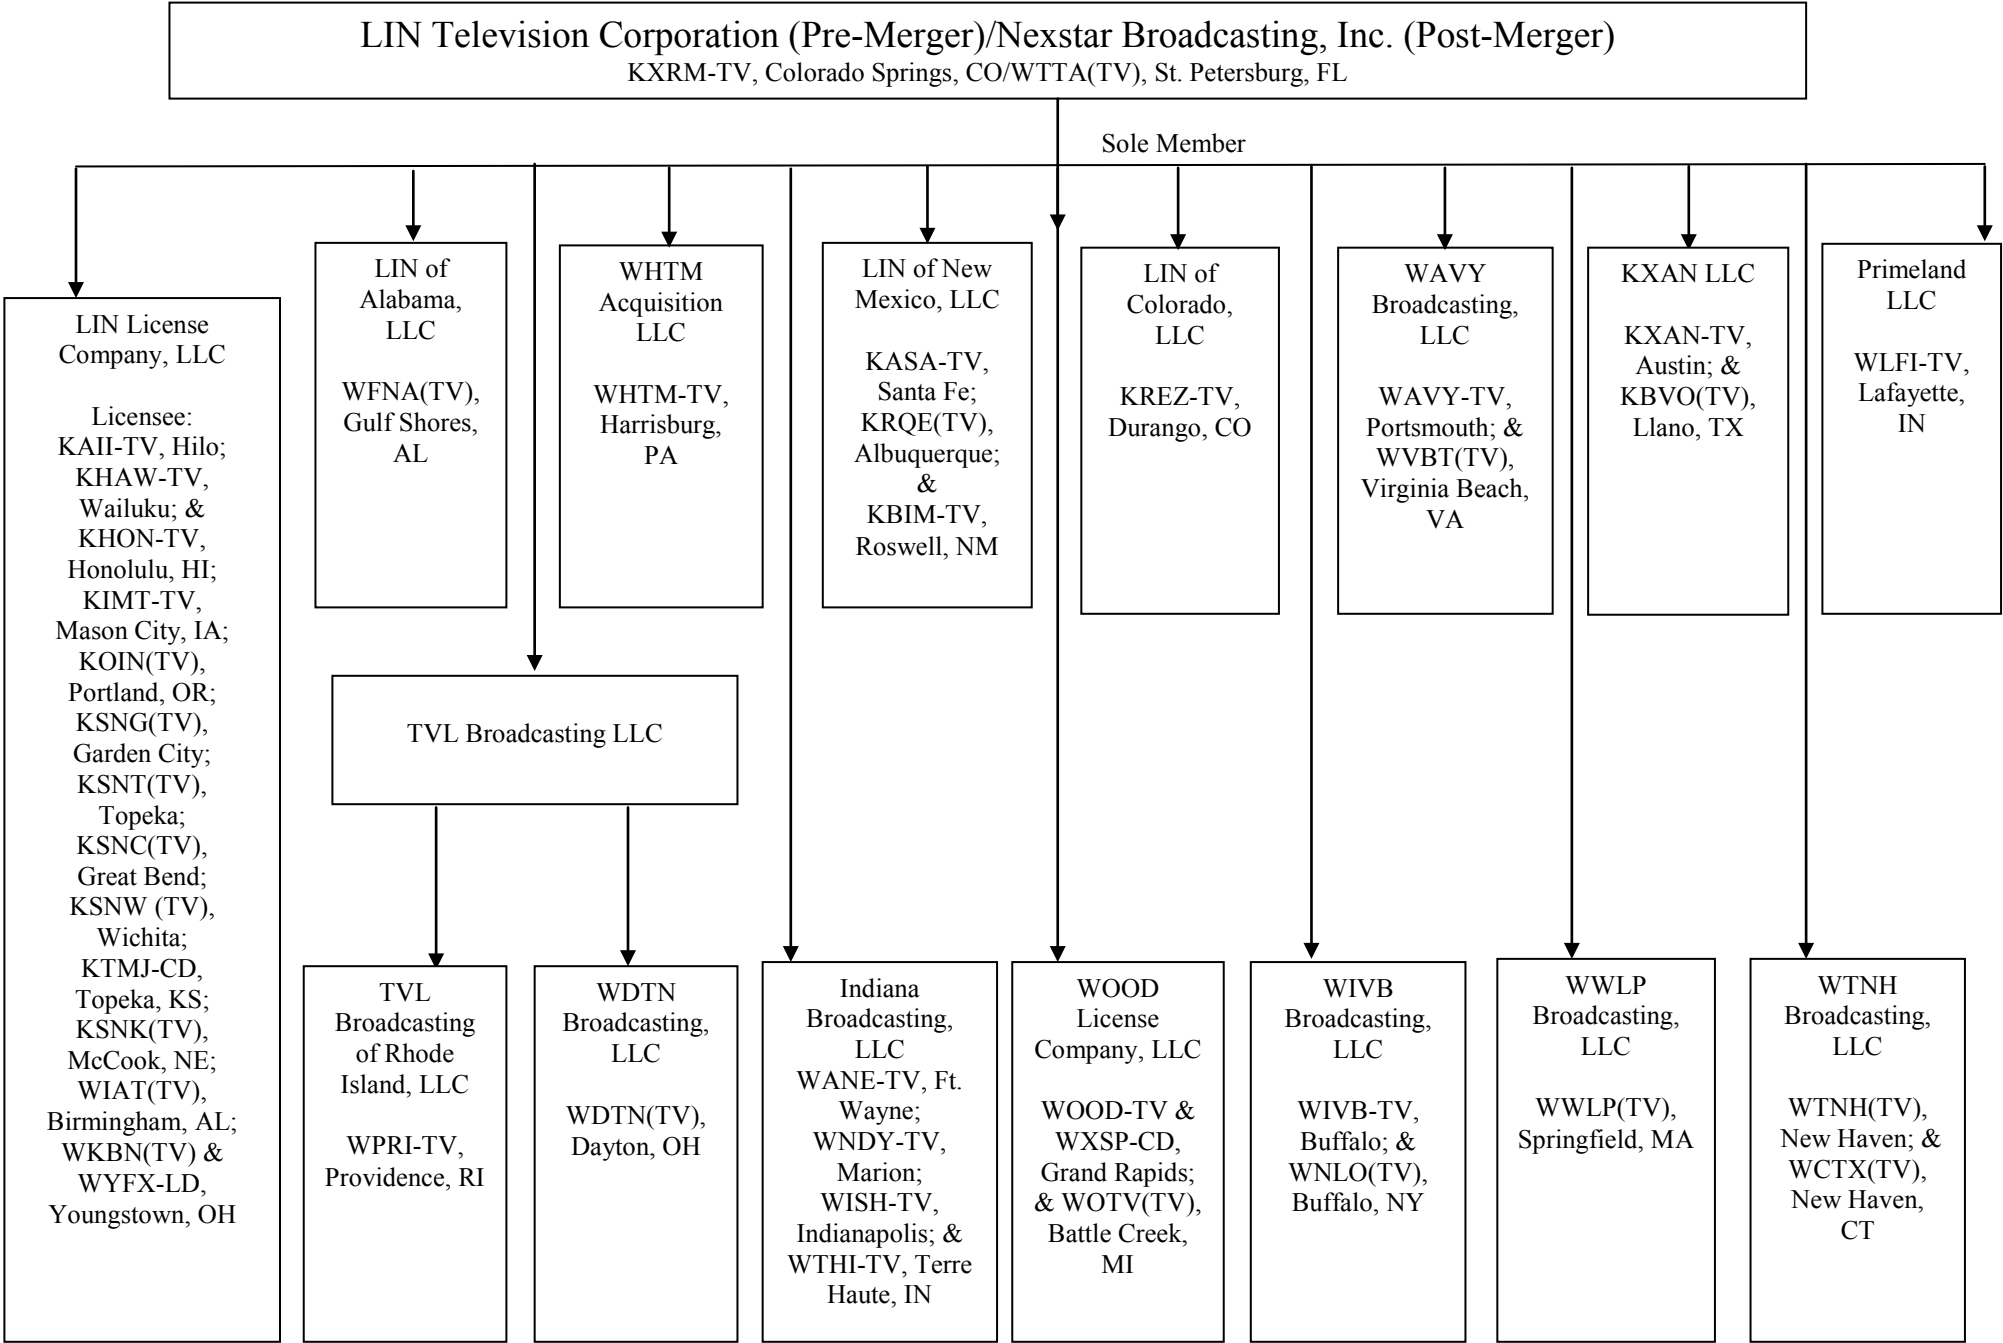 LIN Television Corporation (Pre-Merger)/Nexstar Broadcasting, Inc. (Post-Merger)
KXRM-TV, Colorado Springs, CO/WTTA(TV), St. Petersburg, FL
Sole Member
LIN License
Company, LLC
Licensee:
KAII-TV, Hilo;
KHAW-TV,
Wailuku; &
KHON-TV,
Honolulu, HI;
KIMT-TV,
Mason City, IA;
KOIN(TV),
Portland, OR;
KSNG(TV),
Garden City;
KSNT(TV),
Topeka;
KSNC(TV),
Great Bend;
KSNW (TV),
Wichita;
KTMJ-CD,
Topeka, KS;
KSNK(TV),
McCook, NE;
WIAT(TV),
Birmingham, AL;
WKBN(TV) &
WYFX-LD,
Youngstown, OH
LIN of
Alabama,
LLC
WFNA(TV),
Gulf Shores,
AL
WHTM
Acquisition
LLC
WHTM-TV,
Harrisburg,
PA
LIN of New
Mexico, LLC
KASA-TV,
Santa Fe;
KRQE(TV),
Albuquerque;
&
KBIM-TV,
Roswell, NM
LIN of
Colorado,
LLC
KREZ-TV,
Durango, CO
WAVY
Broadcasting,
LLC
WAVY-TV,
Portsmouth; &
WVBT(TV),
Virginia Beach,
VA
KXAN LLC
KXAN-TV,
Austin; &
KBVO(TV),
Llano, TX
Primeland
LLC
WLFI-TV,
Lafayette,
IN
TVL Broadcasting LLC
TVL
Broadcasting
of Rhode
Island, LLC
WPRI-TV,
Providence, RI
WDTN
Broadcasting,
LLC
WDTN(TV),
Dayton, OH
Indiana
Broadcasting,
LLC
WANE-TV, Ft.
Wayne;
WNDY-TV,
Marion;
WISH-TV,
Indianapolis; &
WTHI-TV, Terre
Haute, IN
WOOD
License
Company, LLC
WOOD-TV &
WXSP-CD,
Grand Rapids;
& WOTV(TV),
Battle Creek,
MI
WIVB
Broadcasting,
LLC
WIVB-TV,
Buffalo; &
WNLO(TV),
Buffalo, NY
WWLP
Broadcasting,
LLC
WWLP(TV),
Springfield, MA
WTNH
Broadcasting,
LLC
WTNH(TV),
New Haven; &
WCTX(TV),
New Haven,
CT